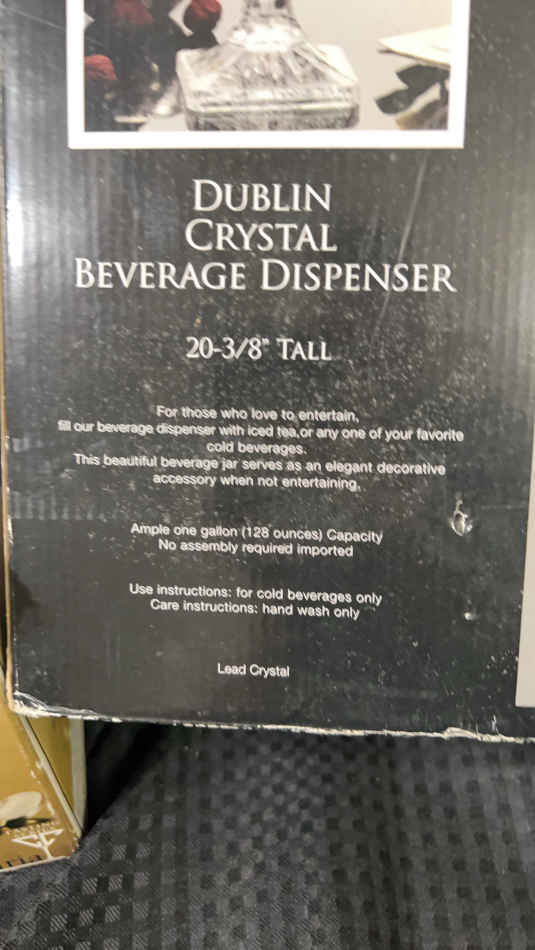 DUBLIN
CRYSTAL
BEVERAGE DISPENSER
20-3/8" TALL
For those who love to entertain,
fill our beverage dispenser with iced tea,or any one of your favorite
cold beverages.
This beautiful beverage jar serves as an elegant decorative
accessory when not entertaining.
Ample one gallon (128 ounces) Capacity
No assembly required imported
Use instructions: for cold beverages only
Care instructions: hand wash only
Lead Crystal